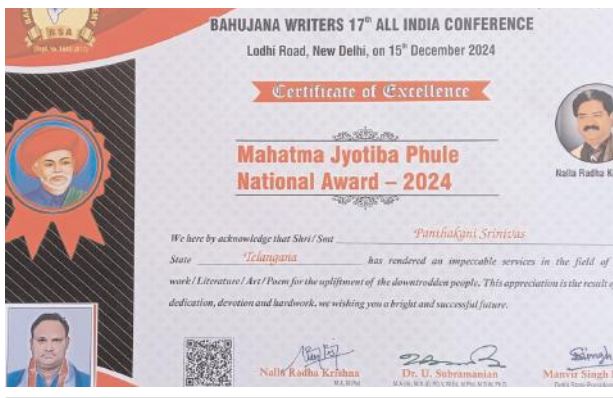 BSA
BAHUJANA WRITERS 17th ALL INDIA CONFERENCE
Lodhi Road, New Delhi, on 15th December 2024
Certificate of Excellence
Mahatma Jyotiba Phule
National Award – 2024
Nalla Radha K
We here by acknowledge that Shri / Smt Panthakani Srinivas
State Telangana has rendered an impeccable services in the field of
work / Literature / Art / Poem for the upliftment of the downtrodden people. This appreciation is the result o
dedication, devotion and hardwork. we wishing you a bright and successful future.
Nalla Radha Krishna
M.A, M.Phil
Dr. U. Subramanian
Manvir Singh